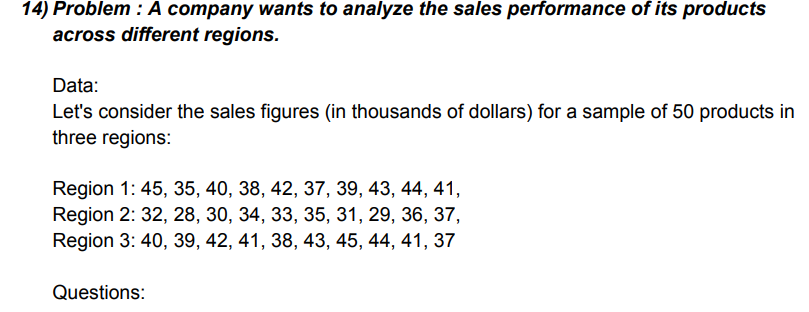 14) Problem : A company wants to analyze the sales performance of its products
across different regions.
Data:
Let's consider the sales figures (in thousands of dollars) for a sample of 50 products in
three regions:
Region 1: 45, 35, 40, 38, 42, 37, 39, 43, 44, 41,
Region 2: 32, 28, 30, 34, 33, 35, 31, 29, 36, 37,
Region 3: 40, 39, 42, 41, 38, 43, 45, 44, 41, 37
Questions: